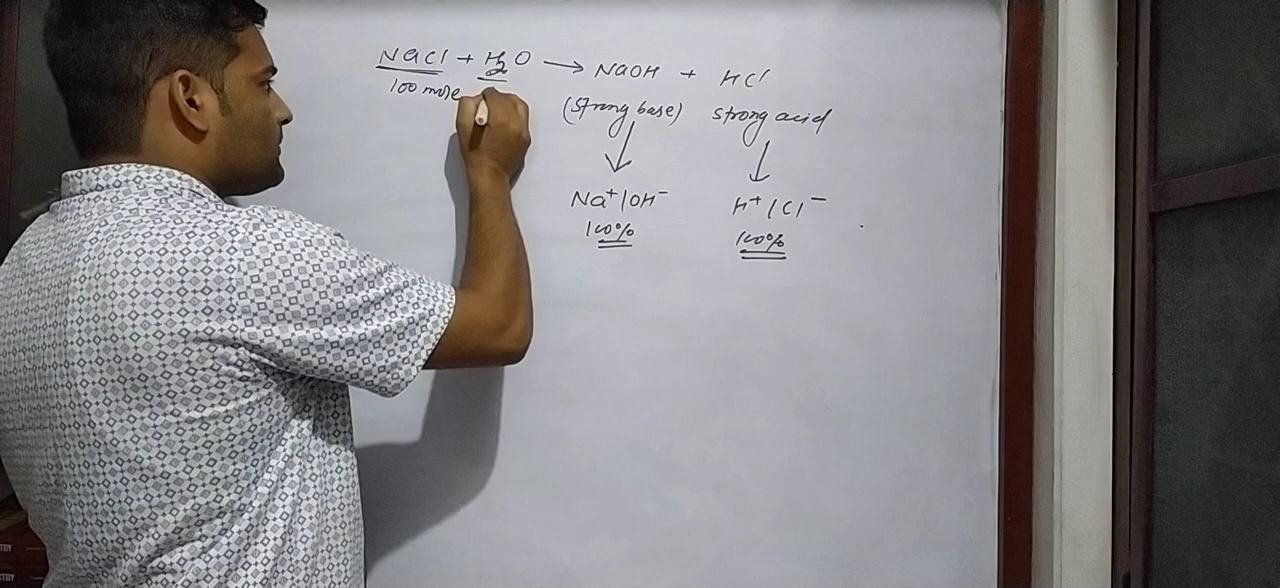 NaCl + H₂O → NaOH + HCl
100 mole
(Strong base) strong acid
Na⁺/OH⁻ H⁺/Cl⁻
100% 100%